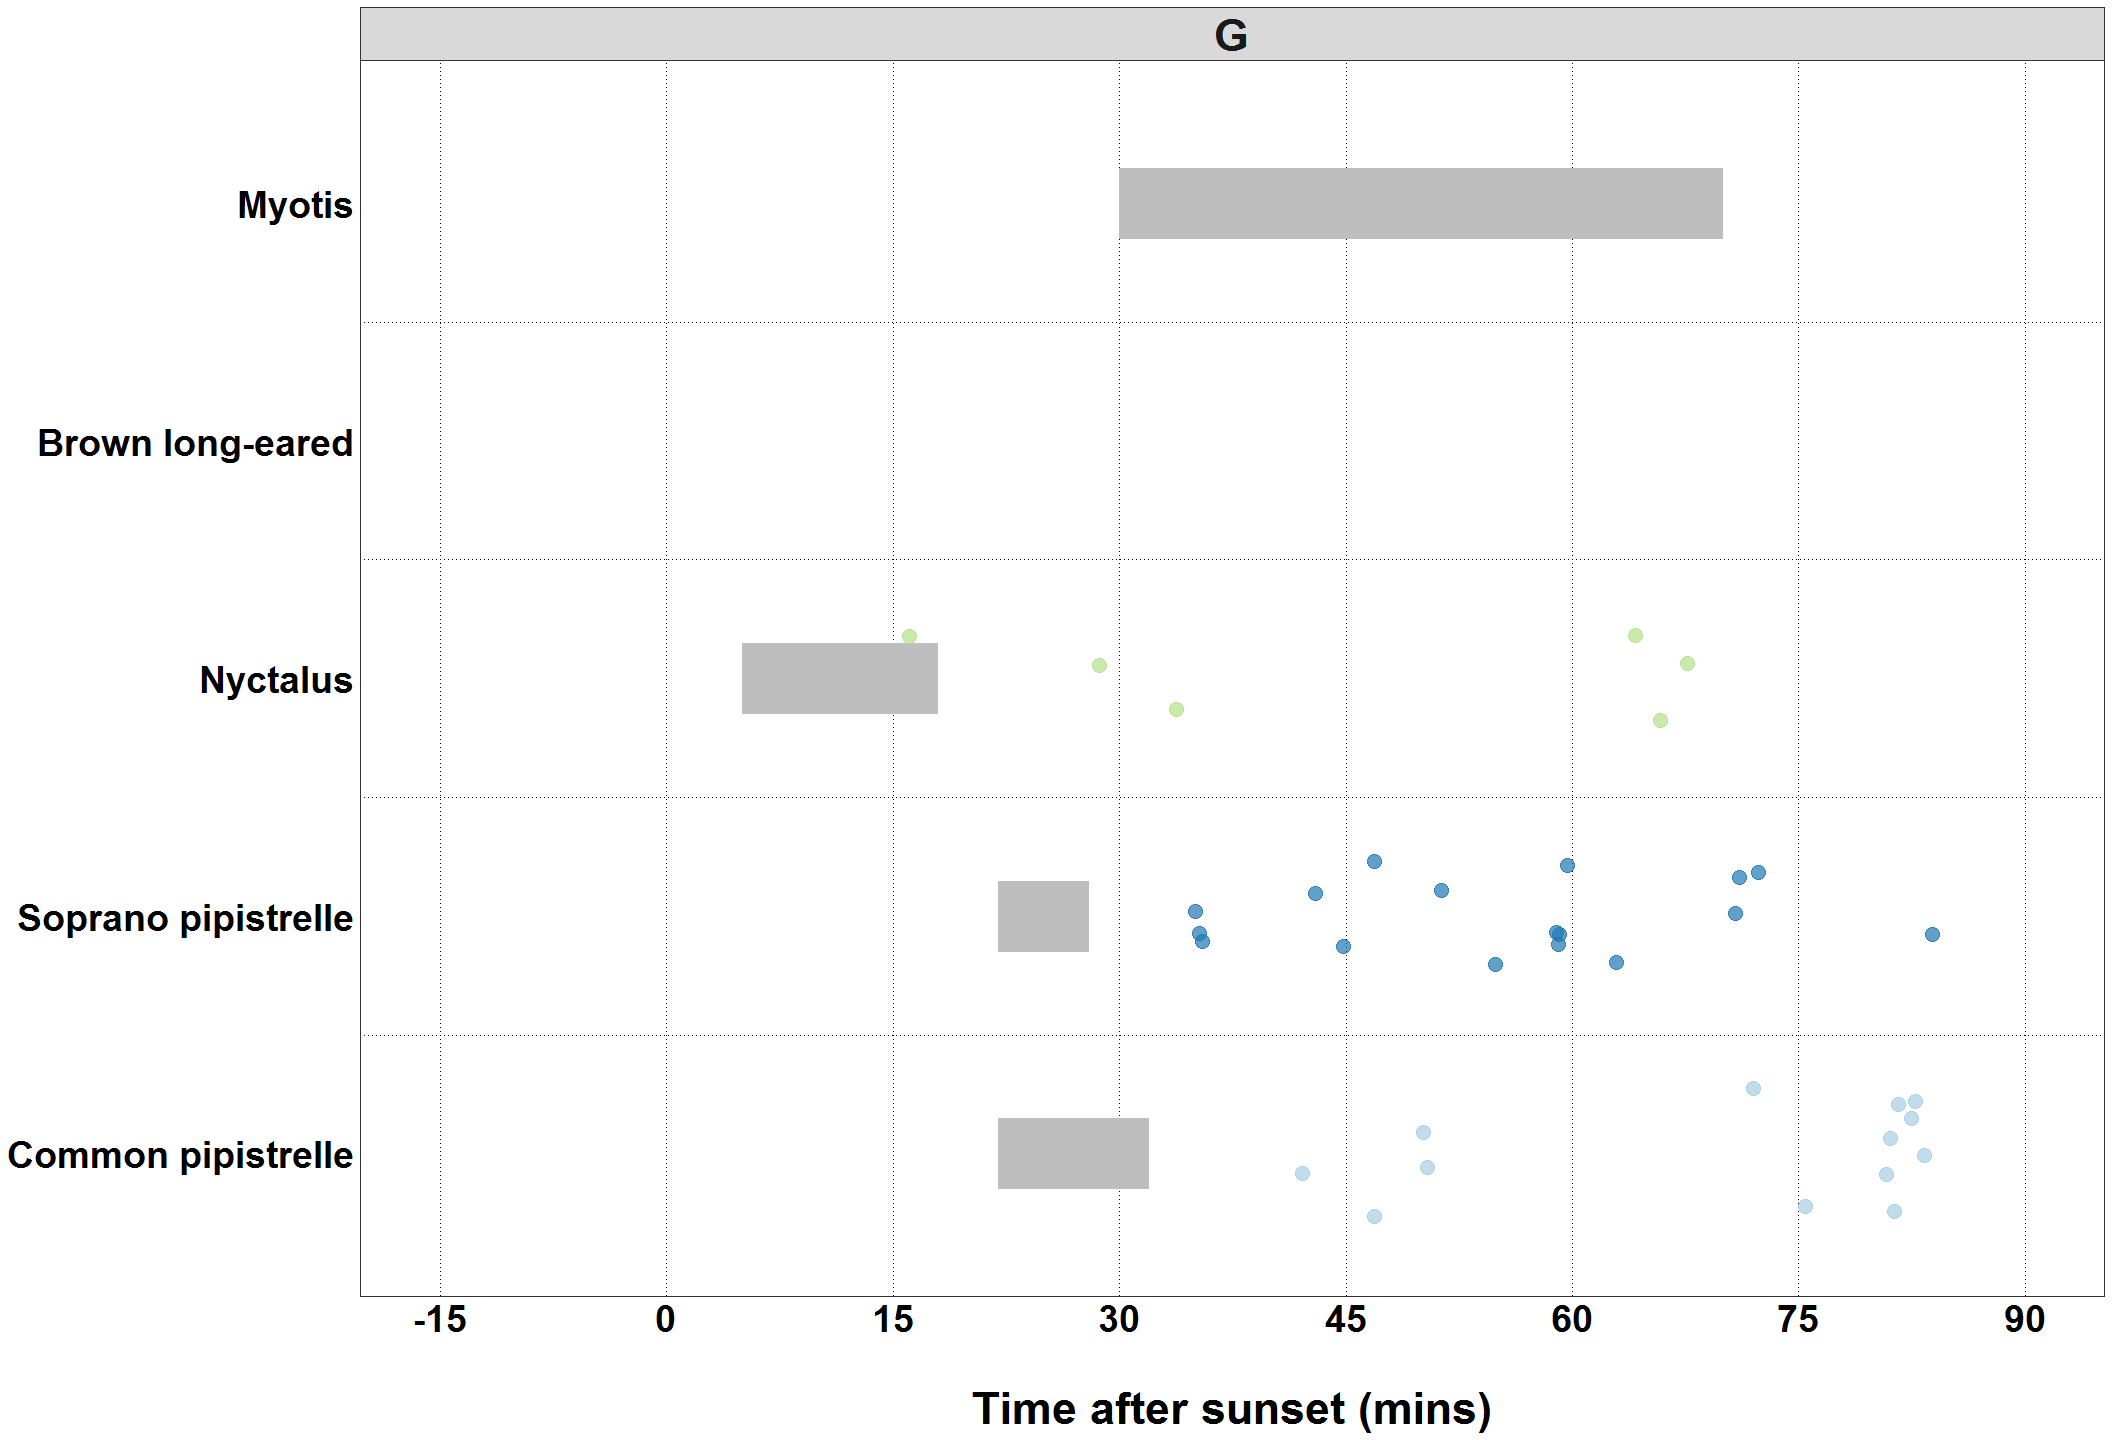 G
Myotis
Brown long-eared
Nyctalus
Soprano pipistrelle
Common pipistrelle
-15 0 15 30 45 60 75 90
Time after sunset (mins)